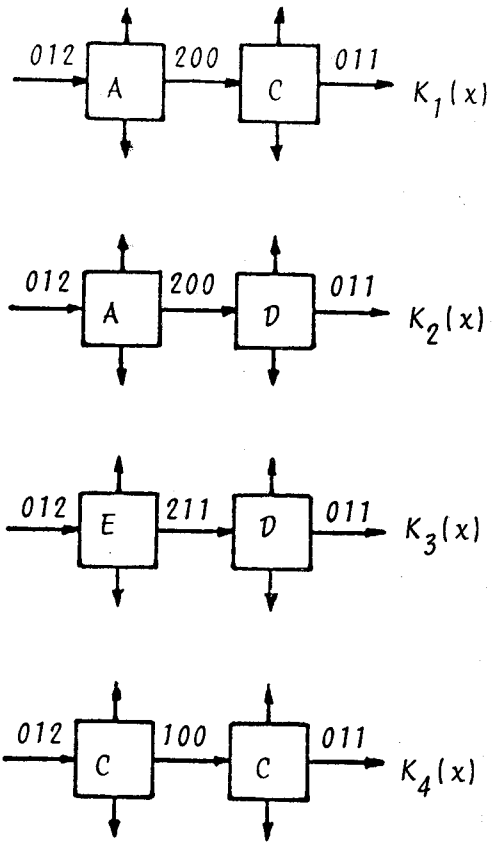 012 A 200 C 011 K1(x)
012 A 200 D 011 K2(x)
012 E 211 D 011 K3(x)
012 C 100 C 011 K4(x)